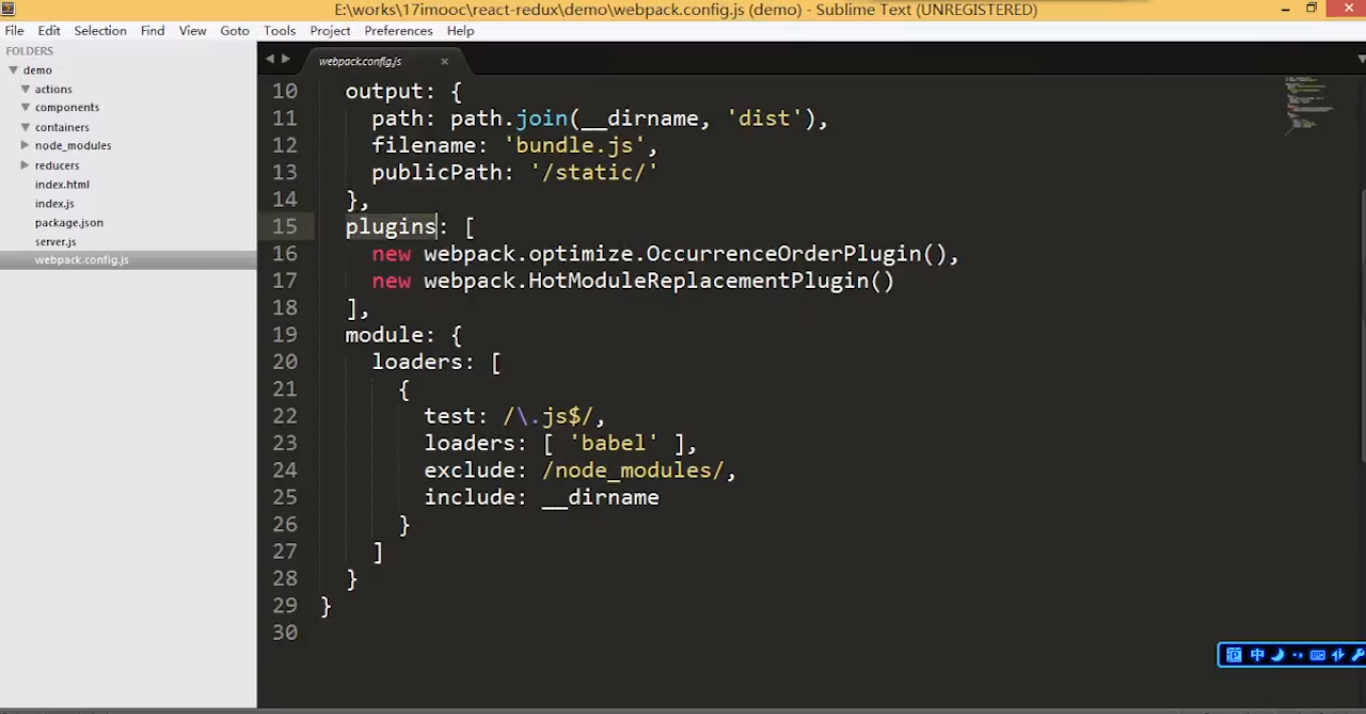 E:\works\17imooc\react-redux\demo\webpack.config.js (demo) - Sublime Text (UNREGISTERED)
File Edit Selection Find View Goto Tools Project Preferences Help
FOLDERS
demo
actions
components
containers
node_modules
reducers
index.html
index.js
package.json
server.js
webpack.config.js
webpack.config.js
10 output: {
11 path: path.join(__dirname, 'dist'),
12 filename: 'bundle.js',
13 publicPath: '/static/'
14 },
15 plugins: [
16 new webpack.optimize.OccurrenceOrderPlugin(),
17 new webpack.HotModuleReplacementPlugin()
18 ],
19 module: {
20 loaders: [
21 {
22 test: /\.js$/,
23 loaders: [ 'babel' ],
24 exclude: /node_modules/,
25 include: __dirname
26 }
27 ]
28 }
29 }
30
中